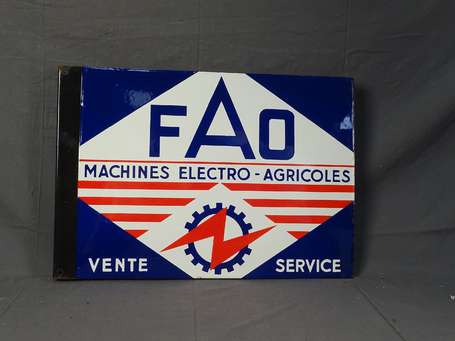 FAO
MACHINES ELECTRO-AGRICOLES
VENTE SERVICE